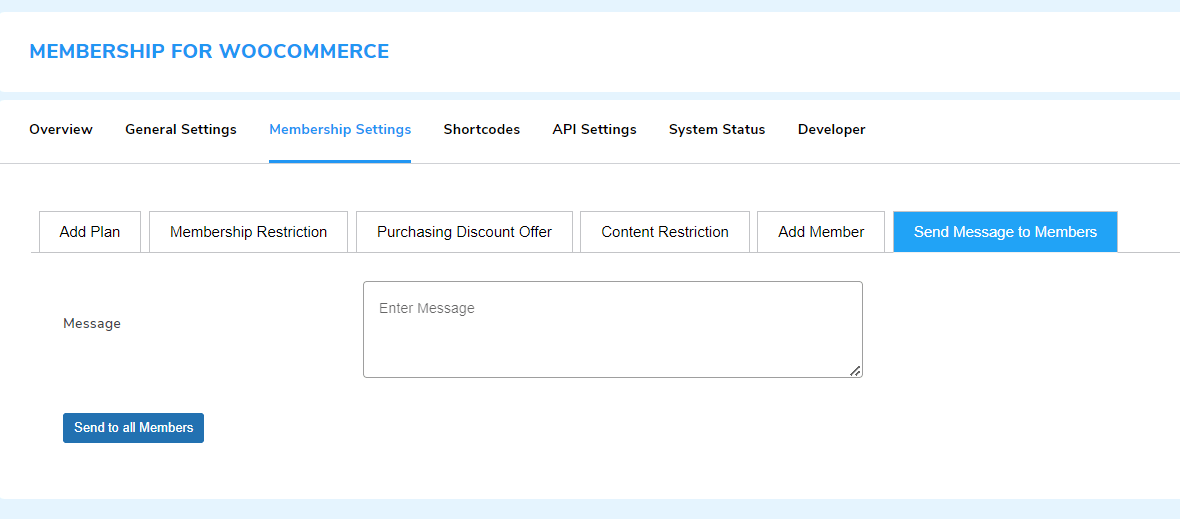 MEMBERSHIP FOR WOOCOMMERCE
Overview General Settings Membership Settings Shortcodes API Settings System Status Developer
Add Plan Membership Restriction Purchasing Discount Offer Content Restriction Add Member Send Message to Members
Enter Message
Message
Send to all Members